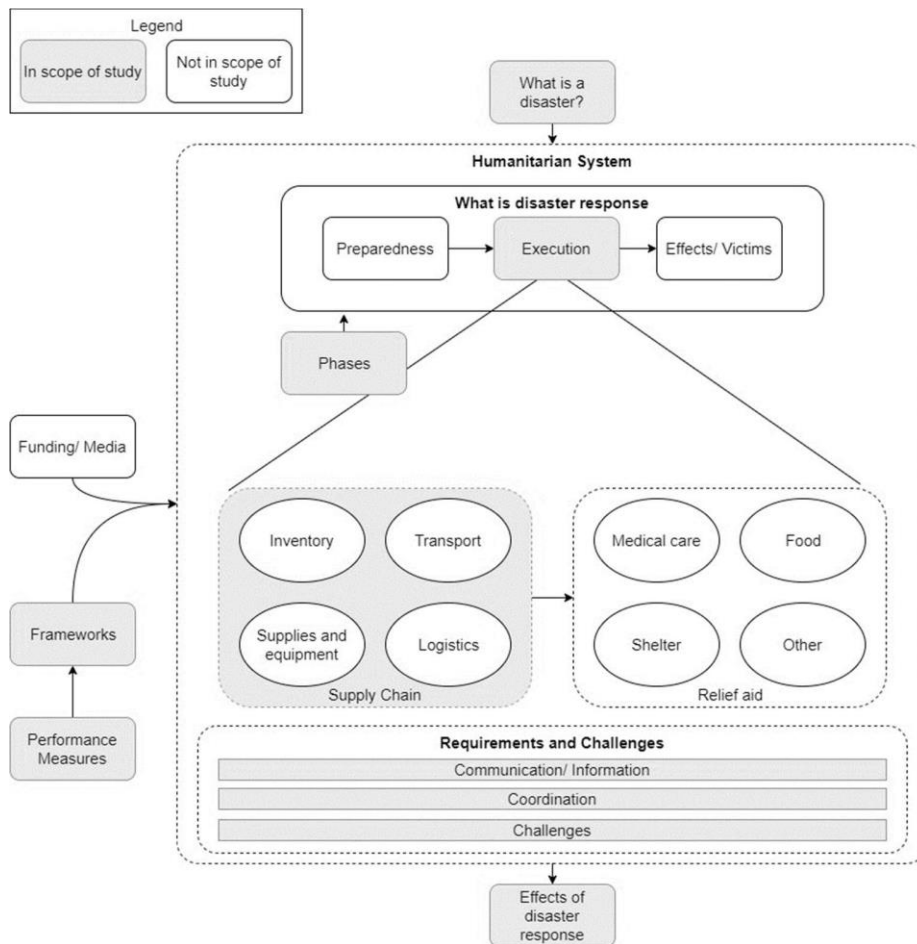 Legend
In scope of study
Not in scope of
study
What is a
disaster?
Humanitarian System
What is disaster response
Preparedness
Execution
Effects/ Victims
Phases
Funding/ Media
Inventory
Transport
Medical care
Food
Frameworks
Supplies and
equipment
Logistics
Shelter
Other
Supply Chain
Relief aid
Performance
Measures
Requirements and Challenges
Communication/ Information
Coordination
Challenges
Effects of
disaster
response